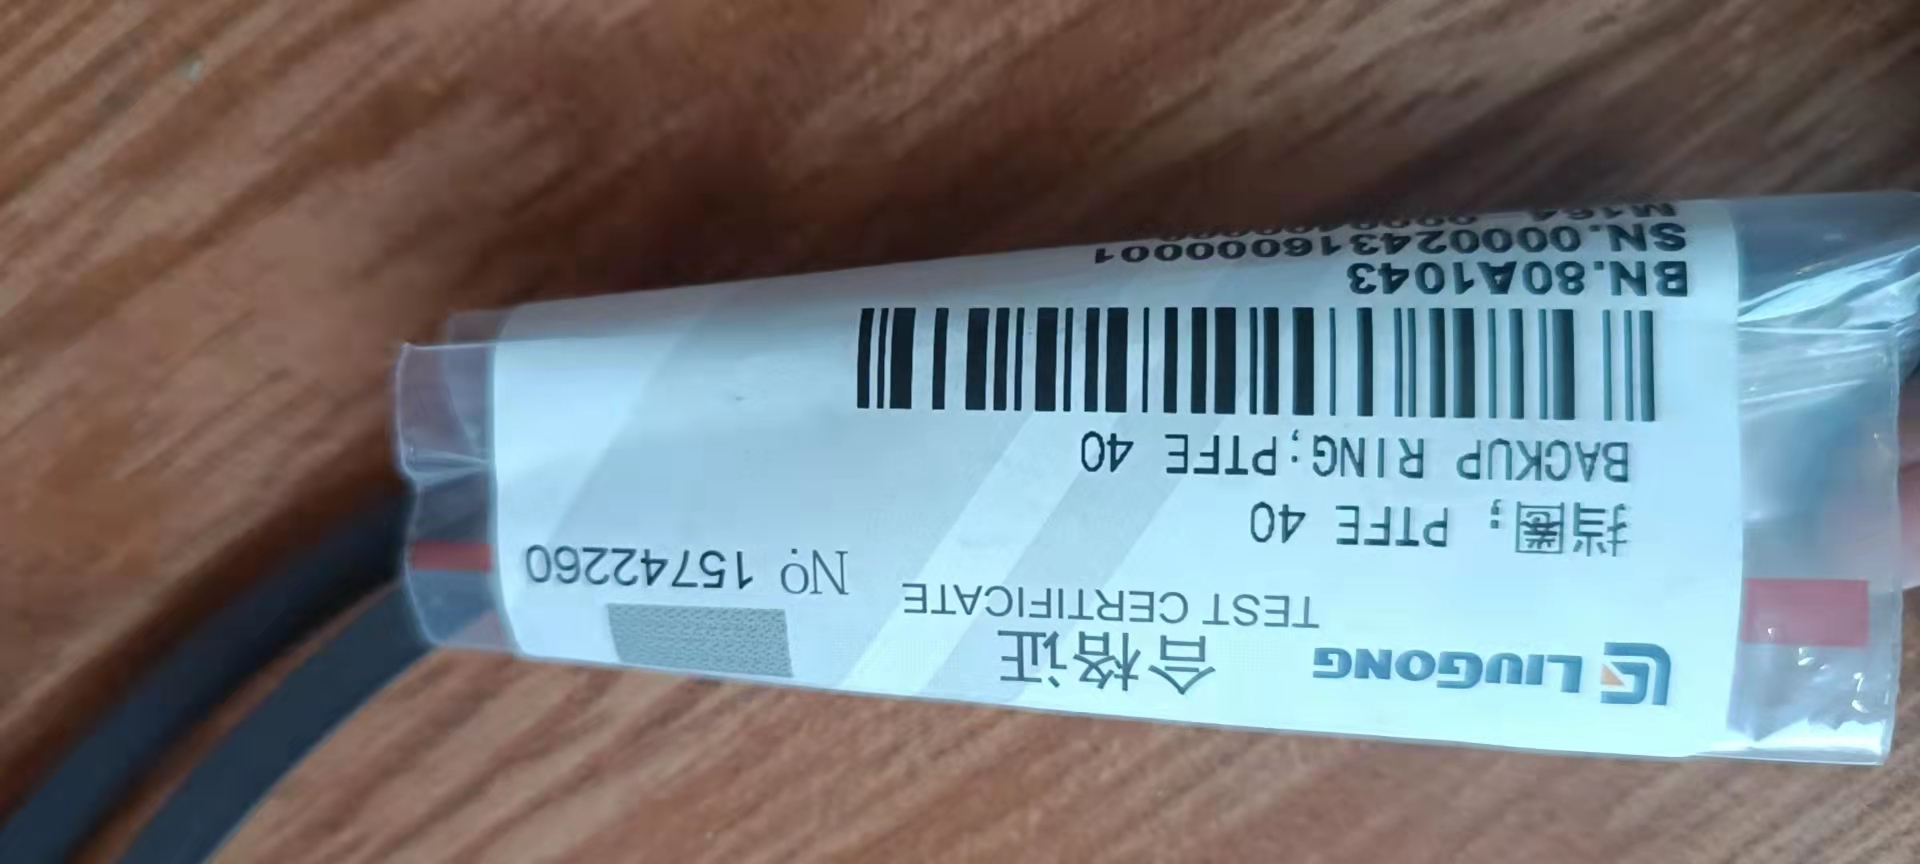 LIUGONG 合格证
TEST CERTIFICATE № 15742260
挡圈; PTFE 40
BACKUP RING;PTFE 40
BN.80A1043
SN.000024316000001